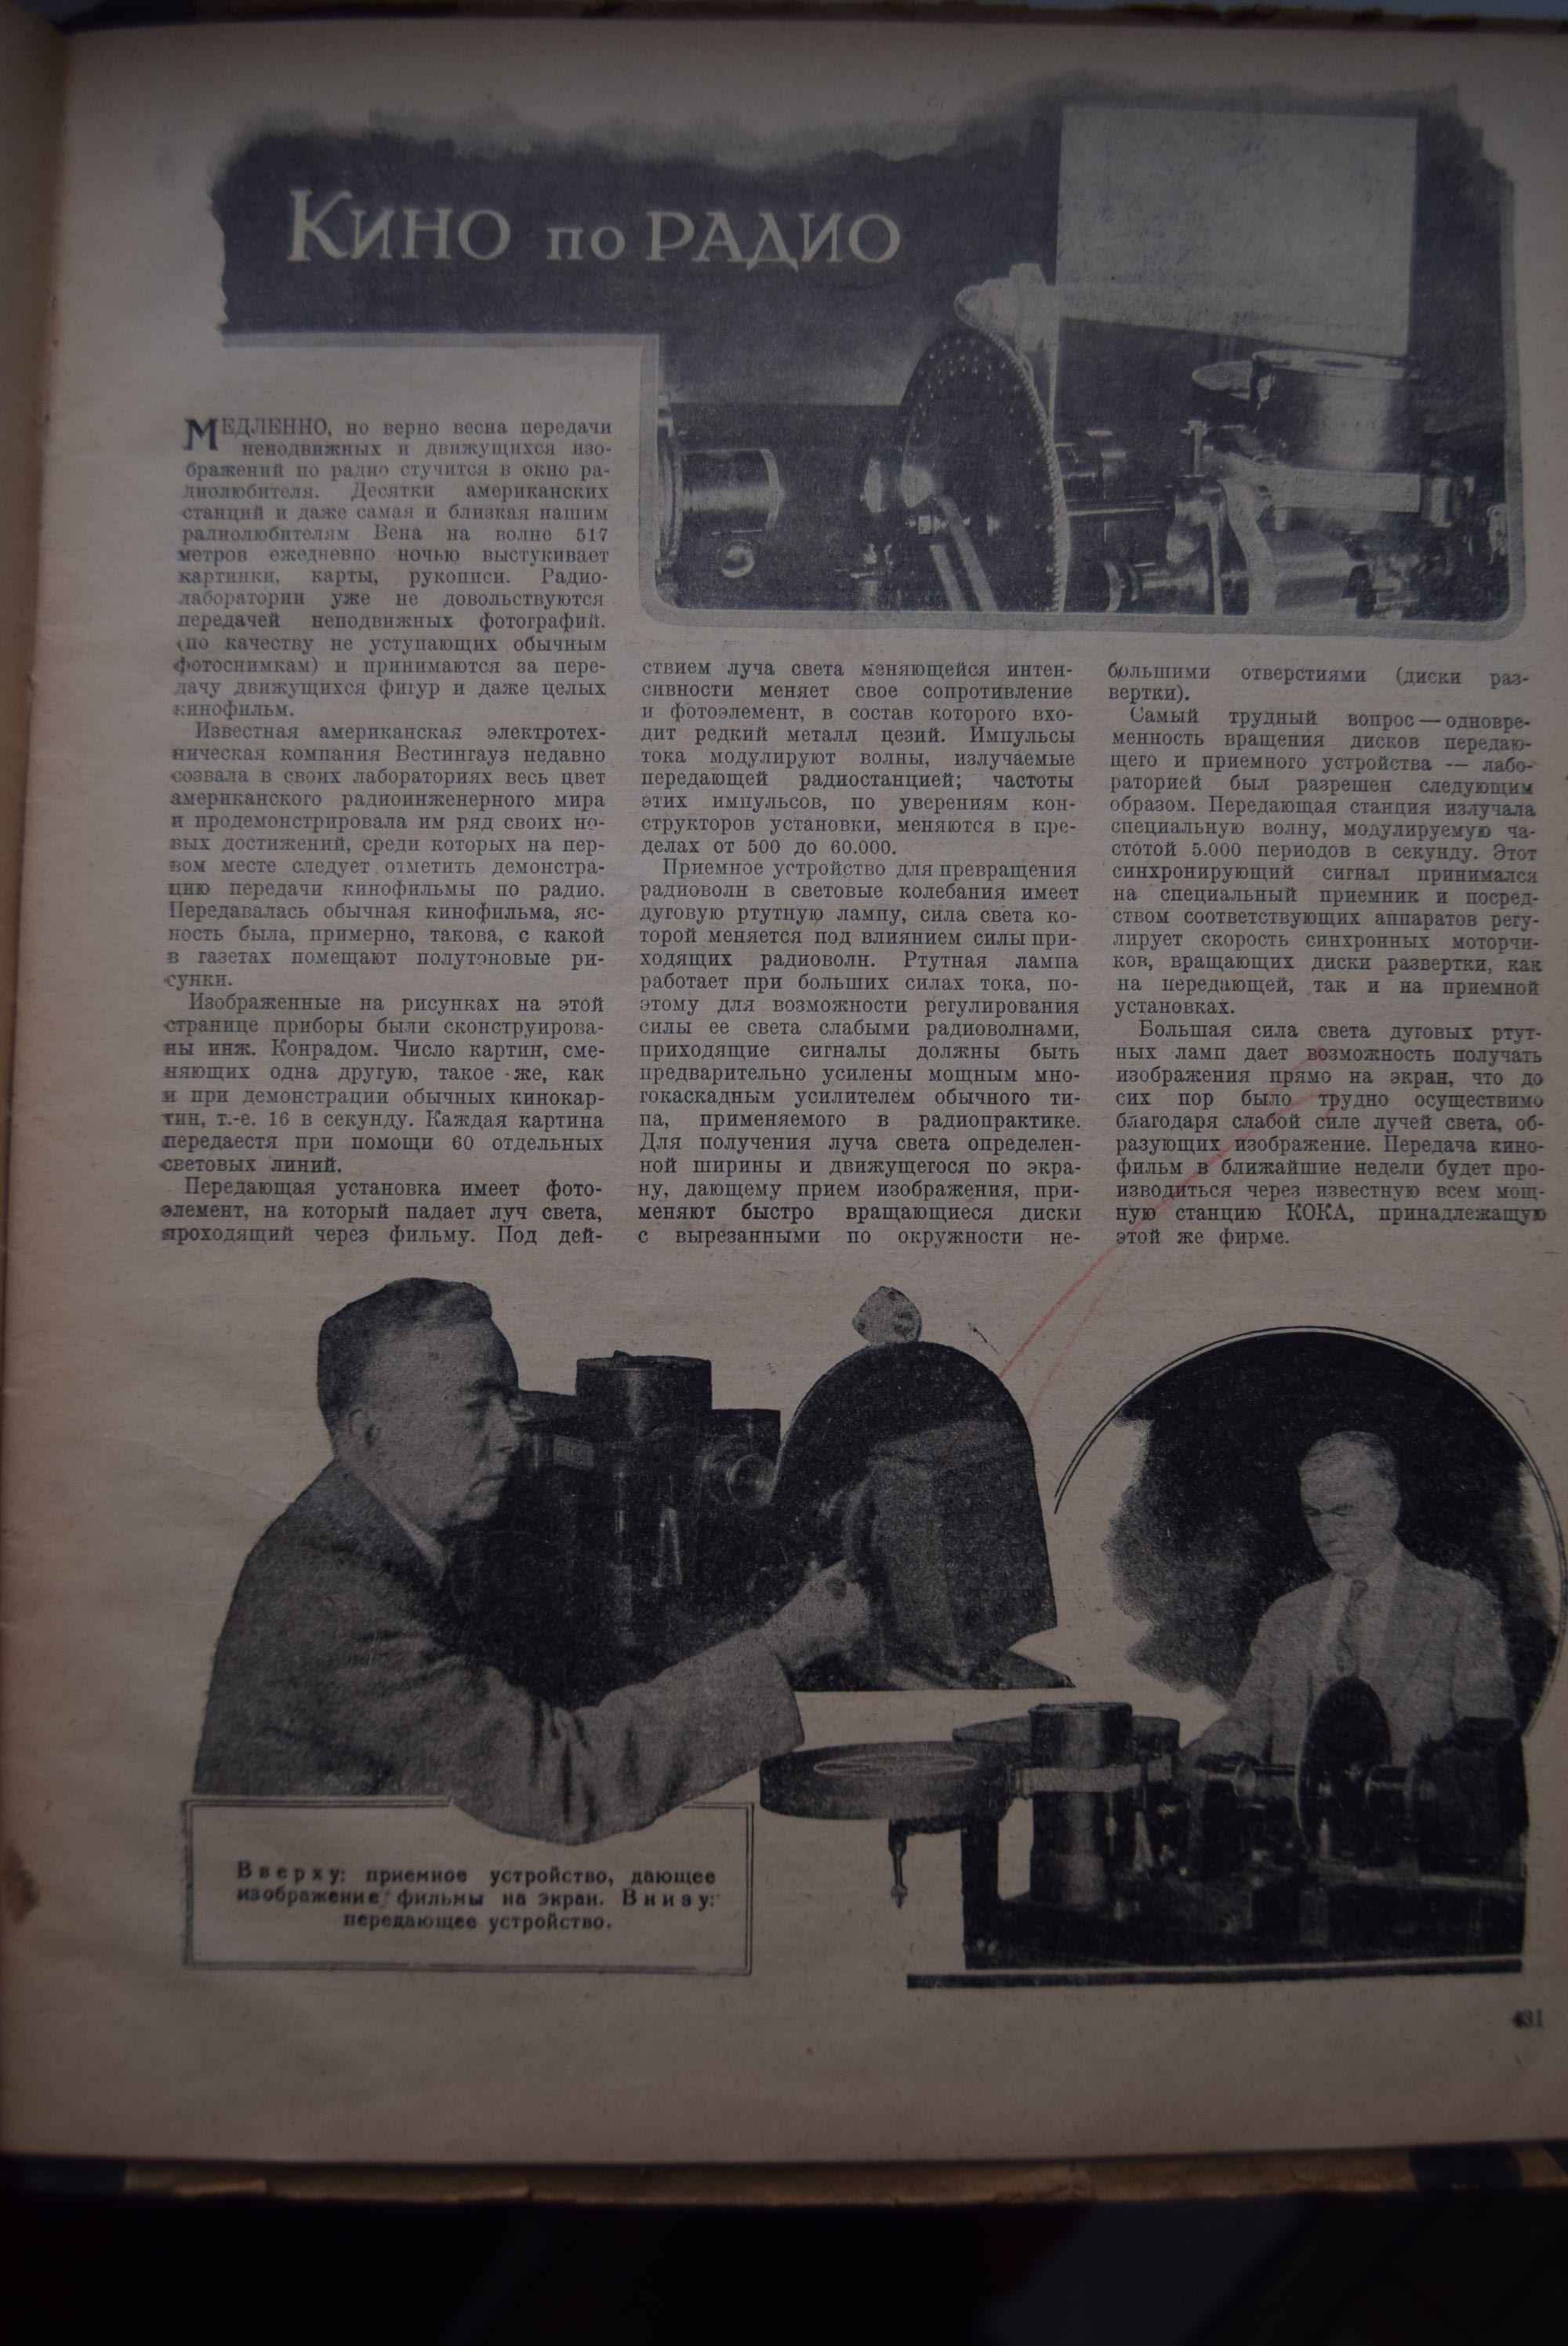 Кино по РАДИО
МЕДЛЕННО, но верно весна передачи
неподвижных и движущихся изо-
бражений по радио стучится в окно ра-
диолюбителя. Десятки американских
станций и даже самая и близкая нашим
радиолюбителям Вена на волне 517
метров ежедневно ночью выстукивает
картинки, карты, рукописи. Радио-
лаборатории уже не довольствуются
передачей неподвижных фотографий.
(по качеству не уступающих обычным
фотоснимкам) и принимаются за пере-
дачу движущихся фигур и даже целых
кинофильм.
Известная американская электротех-
ническая компания Вестингауз недавно
созвала в своих лабораториях весь цвет
американского радиоинженерного мира
и продемонстрировала им ряд своих но-
вых достижений, среди которых на пер-
вом месте следует отметить демонстра-
цию передачи кинофильмы по радио.
Передавалась обычная кинофильма, яс-
ность была, примерно, такова, с какой
в газетах помещают полутоновые ри-
сунки.
Изображенные на рисунках на этой
странице приборы были сконструирова-
ны инж. Конрадом. Число картин, сме-
няющих одна другую, такое же, как
и при демонстрации обычных кинокар-
тин, т.-е. 16 в секунду. Каждая картина
передаестя при помощи 60 отдельных
световых линий.
Передающая установка имеет фото-
элемент, на который падает луч света,
проходящий через фильму. Под дей-
ствием луча света меняющейся интен-
сивности меняет свое сопротивление
и фотоэлемент, в состав которого вхо-
дит редкий металл цезий. Импульсы
тока модулируют волны, излучаемые
передающей радиостанцией; частоты
этих импульсов, по уверениям кон-
структоров установки, меняются в пре-
делах от 500 до 60.000.
Приемное устройство для превращения
радиоволн в световые колебания имеет
дуговую ртутную лампу, сила света ко-
торой меняется под влиянием силы при-
ходящих радиоволн. Ртутная лампа
работает при больших силах тока, по-
этому для возможности регулирования
силы ее света слабыми радиоволнами,
приходящие сигналы должны быть
предварительно усилены мощным мно-
гокаскадным усилителем обычного ти-
па, применяемого в радиопрактике.
Для получения луча света определен-
ной ширины и движущегося по экра-
ну, дающему прием изображения, при-
меняют быстро вращающиеся диски
с вырезанными по окружности не-
большими отверстиями (диски раз-
вертки).
Самый трудный вопрос — одновре-
менность вращения дисков передаю-
щего и приемного устройства — лабо-
раторией был разрешен следующим
образом. Передающая станция излучала
специальную волну, модулируемую ча-
стотой 5.000 периодов в секунду. Этот
синхронирующий сигнал принимался
на специальный приемник и посред-
ством соответствующих аппаратов регу-
лирует скорость синхронных моторчи-
ков, вращающих диски развертки, как
на передающей, так и на приемной
установках.
Большая сила света дуговых ртут-
ных ламп дает возможность получать
изображения прямо на экран, что до
сих пор было трудно осуществимо
благодаря слабой силе лучей света, об-
разующих изображение. Передача кино-
фильм в ближайшие недели будет про-
изводиться через известную всем мощ-
ную станцию КОКА, принадлежащую
этой же фирме.
Вверху: приемное устройство, дающее
изображение фильмы на экран. Внизу:
передающее устройство.
431